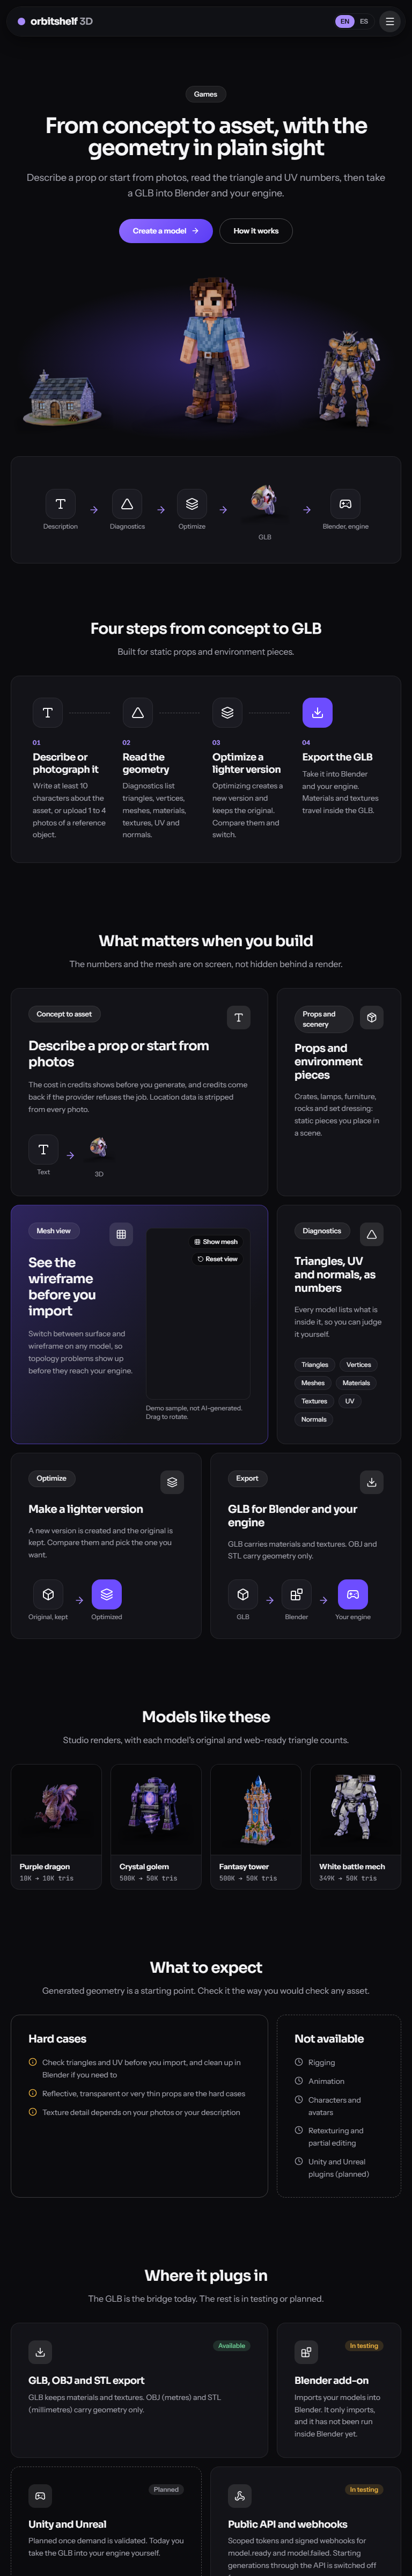 orbitshelf 3D
EN ES
Games
From concept to asset, with the
geometry in plain sight
Describe a prop or start from photos, read the triangle and UV numbers, then take
a GLB into Blender and your engine.
Create a model
How it works
Description
Diagnostics
Optimize
GLB
Blender, engine
Four steps from concept to GLB
Built for static props and environment pieces.
01
Describe or
photograph it
Write at least 10
characters about the
asset, or upload 1 to 4
photos of a reference
object.
02
Read the
geometry
Diagnostics list
triangles, vertices,
meshes, materials,
textures, UV and
normals.
03
Optimize a
lighter version
Optimizing creates a
new version and
keeps the original.
Compare them and
switch.
04
Export the GLB
Take it into Blender
and your engine.
Materials and textures
travel inside the GLB.
What matters when you build
The numbers and the mesh are on screen, not hidden behind a render.
Concept to asset
Describe a prop or start from
photos
The cost in credits shows before you generate, and credits come
back if the provider refuses the job. Location data is stripped
from every photo.
Text
3D
Props and
scenery
Props and
environment
pieces
Crates, lamps, furniture,
rocks and set dressing:
static pieces you place in
a scene.
Mesh view
See the
wireframe
before you
import
Switch between surface and
wireframe on any model, so
topology problems show up
before they reach your engine.
Show mesh
Reset view
Demo sample, not AI-generated.
Drag to rotate.
Diagnostics
Triangles, UV
and normals, as
numbers
Every model lists what is
inside it, so you can judge
it yourself.
Triangles
Vertices
Meshes
Materials
Textures
UV
Normals
Optimize
Make a lighter version
A new version is created and the original is
kept. Compare them and pick the one you
want.
Original, kept
Optimized
Export
GLB for Blender and your
engine
GLB carries materials and textures. OBJ and
STL carry geometry only.
GLB
Blender
Your engine
Models like these
Studio renders, with each model's original and web-ready triangle counts.
Purple dragon
10K → 10K tris
Crystal golem
500K → 50K tris
Fantasy tower
500K → 50K tris
White battle mech
349K → 50K tris
What to expect
Generated geometry is a starting point. Check it the way you would check any asset.
Hard cases
Check triangles and UV before you import, and clean up in
Blender if you need to
Reflective, transparent or very thin props are the hard cases
Texture detail depends on your photos or your description
Not available
Rigging
Animation
Characters and
avatars
Retexturing and
partial editing
Unity and Unreal
plugins (planned)
Where it plugs in
The GLB is the bridge today. The rest is in testing or planned.
Available
GLB, OBJ and STL export
GLB keeps materials and textures. OBJ (metres) and STL
(millimetres) carry geometry only.
In testing
Blender add-on
Imports your models into
Blender. It only imports,
and it has not been run
inside Blender yet.
Planned
Unity and Unreal
Planned once demand is validated. Today you
take the GLB into your engine yourself.
In testing
Public API and webhooks
Scoped tokens and signed webhooks for
model.ready and model.failed. Starting
generations through the API is switched off